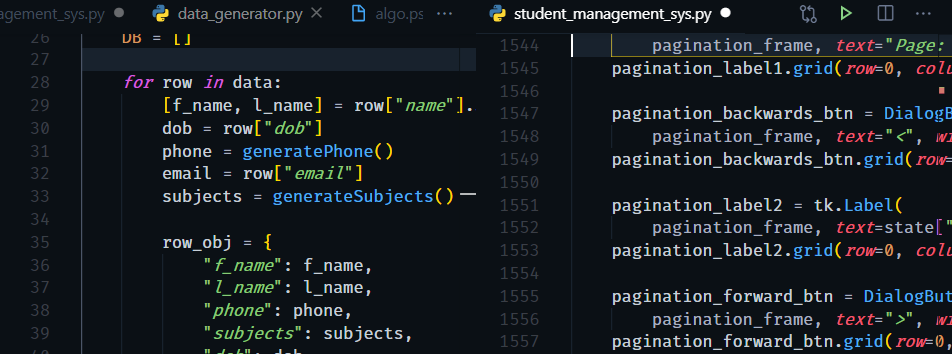 agement_sys.py ● data_generator.py × algo.ps ···
26 DB = []
27
28 for row in data:
29 [f_name, l_name] = row["name"].
30 dob = row["dob"]
31 phone = generatePhone()
32 email = row["email"]
33 subjects = generateSubjects()
34
35 row_obj = {
36 "f_name": f_name,
37 "l_name": l_name,
38 "phone": phone,
39 "subjects": subjects,
student_management_sys.py ● ···
1544 pagination_frame, text="Page:
1545 pagination_label1.grid(row=0, colu
1546
1547 pagination_backwards_btn = DialogB
1548 pagination_frame, text="<", wi
1549 pagination_backwards_btn.grid(row=
1550
1551 pagination_label2 = tk.Label(
1552 pagination_frame, text=state["
1553 pagination_label2.grid(row=0, colu
1554
1555 pagination_forward_btn = DialogBut
1556 pagination_frame, text=">", wi
1557 pagination_forward_btn.grid(row=0,